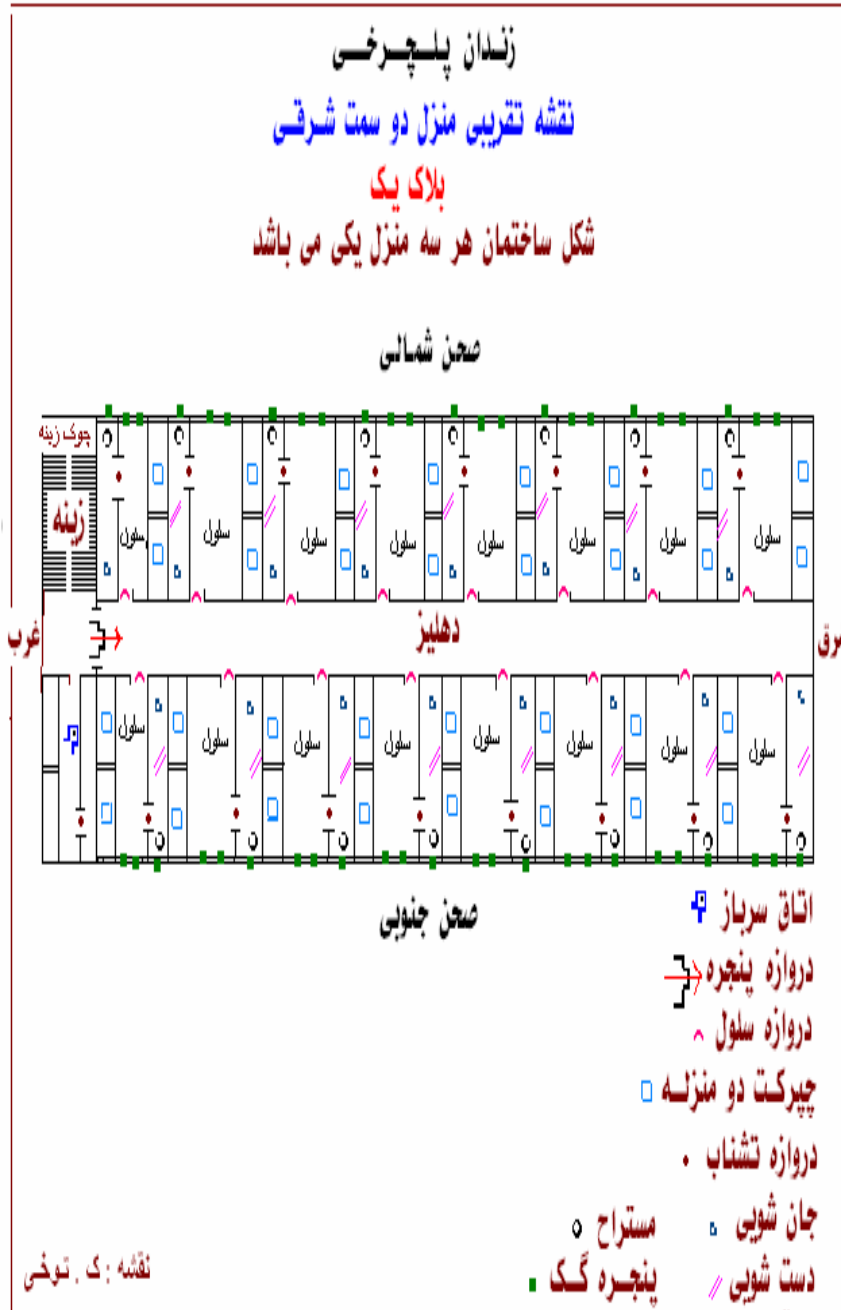 زندان پلچرخی
نقشه تقریبی منزل دو سمت شرقی
بلاک یک
شکل ساختمان هر سه منزل یکی می باشد
صحن شمالی
چوک زینه
زینه
سلول سلول سلول سلول سلول سلول سلول سلول
شرق دهلیز غرب
سلول سلول سلول سلول سلول سلول سلول سلول
صحن جنوبی
اتاق سرباز
دروازه پنجره
دروازه سلول
چپرکت دو منزله
دروازه تشناب
جان شویی مستراح
دست شویی پنجره گک
نقشه : ک . توخی